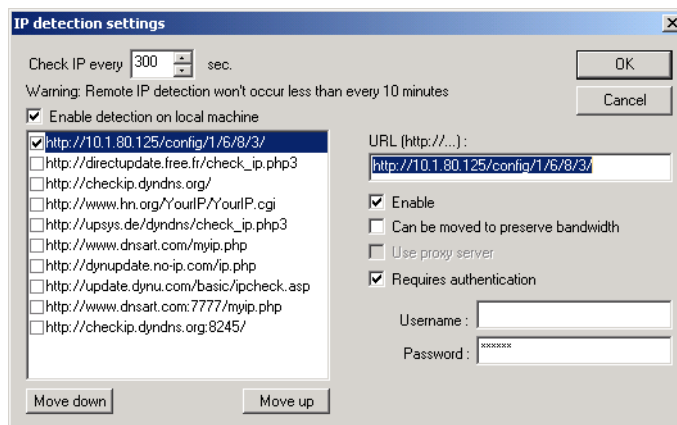 IP detection settings
Check IP every 300 sec.
OK
Warning: Remote IP detection won't occur less than every 10 minutes
Cancel
Enable detection on local machine
http://10.1.80.125/config/1/6/8/3/
http://directupdate.free.fr/check_ip.php3
http://checkip.dyndns.org/
http://www.hn.org/YourIP/YourIP.cgi
http://upsys.de/dyndns/check_ip.php3
http://www.dnsart.com/myip.php
http://dynupdate.no-ip.com/ip.php
http://update.dynu.com/basic/ipcheck.asp
http://www.dnsart.com:7777/myip.php
http://checkip.dyndns.org:8245/
Move down
Move up
URL (http://...) :
http://10.1.80.125/config/1/6/8/3/
Enable
Can be moved to preserve bandwidth
Use proxy server
Requires authentication
Username :
Password : ******